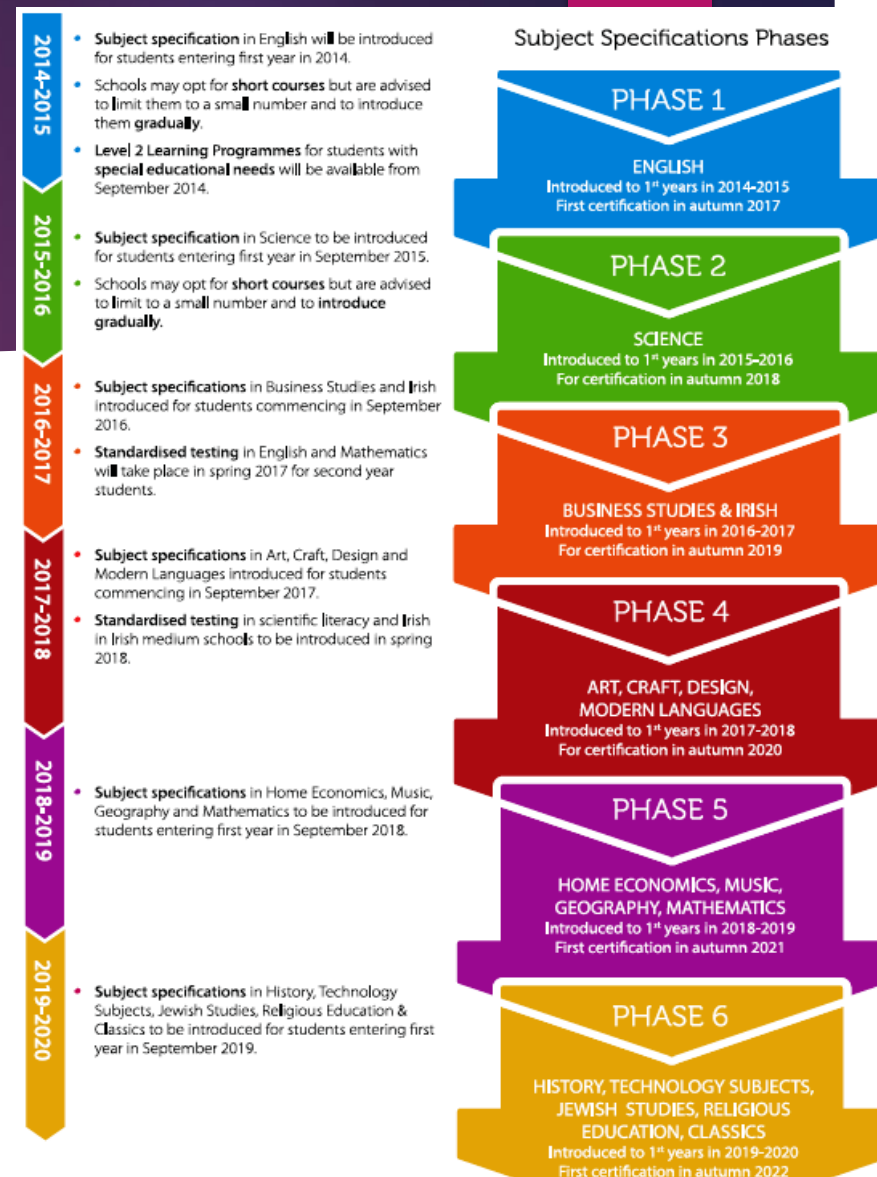 2014-2015
• Subject specification in English will be introduced
for students entering first year in 2014.
• Schools may opt for short courses but are advised
to limit them to a small number and to introduce
them gradually.
• Level 2 Learning Programmes for students with
special educational needs will be available from
September 2014.
2015-2016
• Subject specification in Science to be introduced
for students entering first year in September 2015.
• Schools may opt for short courses but are advised
to limit to a small number and to introduce
gradually.
2016-2017
• Subject specifications in Business Studies and Irish
introduced for students commencing in September
2016.
• Standardised testing in English and Mathematics
will take place in spring 2017 for second year
students.
2017-2018
• Subject specifications in Art, Craft, Design and
Modern Languages introduced for students
commencing in September 2017.
• Standardised testing in scientific literacy and Irish
in Irish medium schools to be introduced in spring
2018.
2018-2019
• Subject specifications in Home Economics, Music,
Geography and Mathematics to be introduced for
students entering first year in September 2018.
2019-2020
• Subject specifications in History, Technology
Subjects, Jewish Studies, Religious Education &
Classics to be introduced for students entering first
year in September 2019.
Subject Specifications Phases
PHASE 1
ENGLISH
Introduced to 1st years in 2014-2015
First certification in autumn 2017
PHASE 2
SCIENCE
Introduced to 1st years in 2015–2016
For certification in autumn 2018
PHASE 3
BUSINESS STUDIES & IRISH
Introduced to 1st years in 2016-2017
For certification in autumn 2019
PHASE 4
ART, CRAFT, DESIGN,
MODERN LANGUAGES
Introduced to 1st years in 2017-2018
For certification in autumn 2020
PHASE 5
HOME ECONOMICS, MUSIC,
GEOGRAPHY, MATHEMATICS
Introduced to 1st years in 2018-2019
First certification in autumn 2021
PHASE 6
HISTORY, TECHNOLOGY SUBJECTS,
JEWISH STUDIES, RELIGIOUS
EDUCATION, CLASSICS
Introduced to 1st years in 2019-2020
First certification in autumn 2022